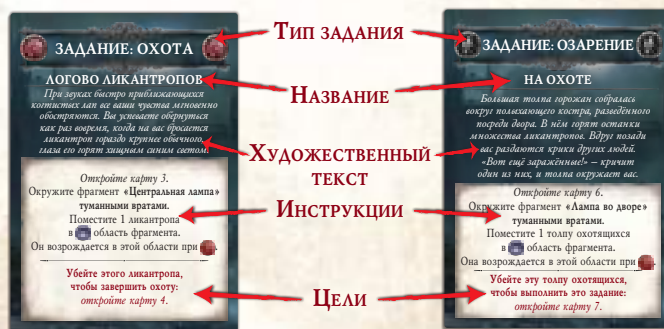 ЗАДАНИЕ: ОХОТА
ЛОГОВО ЛИКАНТРОПОВ
При звуках быстро приближающихся
когтистых лап все ваши чувства мгновенно
обостряются. Вы успеваете обернуться
как раз вовремя, когда на вас бросается
ликантроп гораздо крупнее обычного,
глаза его горят хищным синим светом.
Откройте карту 3.
Окружите фрагмент «Центральная лампа»
туманными вратами.
Поместите 1 ликантропа
в область фрагмента.
Он возрождается в этой области при
Убейте этого ликантропа,
чтобы завершить охоту:
откройте карту 4.
Тип задания
Название
Художественный
текст
Инструкции
Цели
ЗАДАНИЕ: ОЗАРЕНИЕ
НА ОХОТЕ
Большая толпа горожан собралась
вокруг полыхающего костра, разведённого
посреди двора. В нём горят останки
множества ликантропов. Вдруг позади
вас раздаются крики других людей.
«Вот ещё заражённые!» – кричит
один из них, и толпа окружает вас.
Откройте карту 6.
Окружите фрагмент «Лампа во дворе»
туманными вратами.
Поместите 1 толпу охотящихся
в область фрагмента.
Она возрождается в этой области при
Убейте эту толпу охотящихся,
чтобы выполнить это задание:
откройте карту 7.